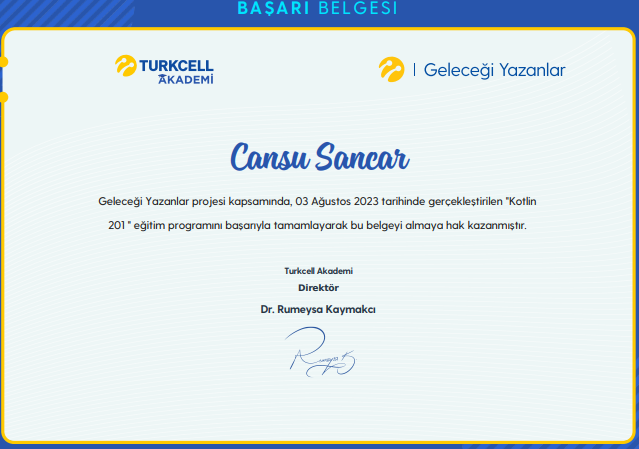 BAŞARI BELGESI
TURKCELL
AKADEMİ
Geleceği Yazanlar
Cansu Sancar
Geleceği Yazanlar projesi kapsamında, 03 Ağustos 2023 tarihinde gerçekleştirilen "Kotlin
201 " eğitim programını başarıyla tamamlayarak bu belgeyi almaya hak kazanmıştır.
Turkcell Akademi
Direktör
Dr. Rumeysa Kaymakcı
Rumeysa K